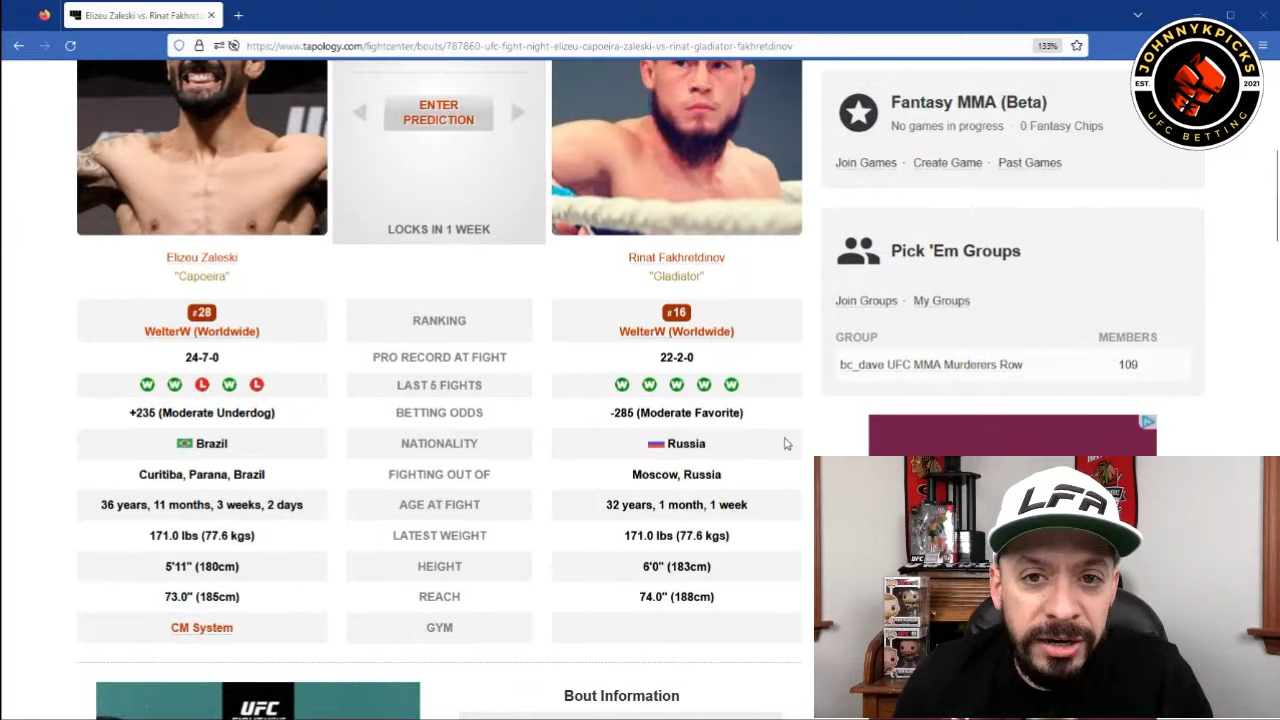 Elizeu Zaleski vs. Rinat Fakhretd
https://www.tapology.com/fightcenter/bouts/787860-ufc-fight-night-elizeu-capoeira-zaleski-vs-rinat-gladiator-fakhretdinov
133%
JOHNNYKPICKS
EST.
2021
UFC BETTING
ENTER
PREDICTION
LOCKS IN 1 WEEK
Fantasy MMA (Beta)
No games in progress · 0 Fantasy Chips
Join Games · Create Game · Past Games
Pick 'Em Groups
Join Groups · My Groups
GROUP MEMBERS
bc_dave UFC MMA Murderers Row 109
Elizeu Zaleski Rinat Fakhretdinov
"Capoeira" "Gladiator"
#28 RANKING #16
WelterW (Worldwide) WelterW (Worldwide)
24-7-0 PRO RECORD AT FIGHT 22-2-0
W W L W L LAST 5 FIGHTS W W W W W
+235 (Moderate Underdog) BETTING ODDS -285 (Moderate Favorite)
Brazil NATIONALITY Russia
Curitiba, Parana, Brazil FIGHTING OUT OF Moscow, Russia
36 years, 11 months, 3 weeks, 2 days AGE AT FIGHT 32 years, 1 month, 1 week
171.0 lbs (77.6 kgs) LATEST WEIGHT 171.0 lbs (77.6 kgs)
5'11" (180cm) HEIGHT 6'0" (183cm)
73.0" (185cm) REACH 74.0" (188cm)
CM System GYM
UFC
Bout Information
LFA